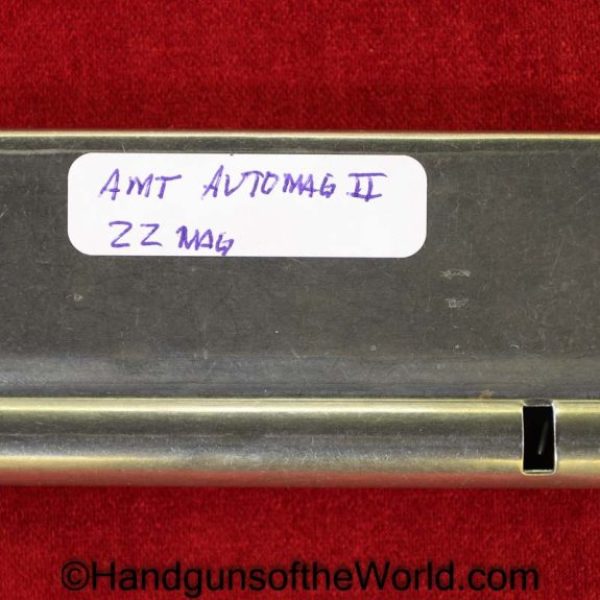 AMT AUTOMAG II
22 MAG
©HandgunsoftheWorld.com